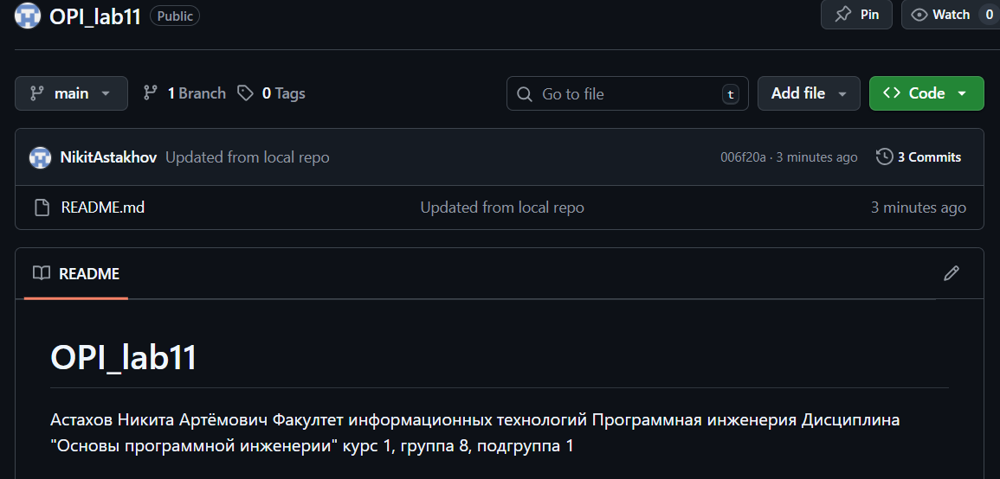 OPI_lab11 Public Pin Watch 0
main 1 Branch 0 Tags Go to file t Add file Code
NikitAstakhov Updated from local repo 006f20a · 3 minutes ago 3 Commits
README.md Updated from local repo 3 minutes ago
README
OPI_lab11
Астахов Никита Артёмович Факултет информационных технологий Программная инженерия Дисциплина
"Основы программной инженерии" курс 1, группа 8, подгруппа 1